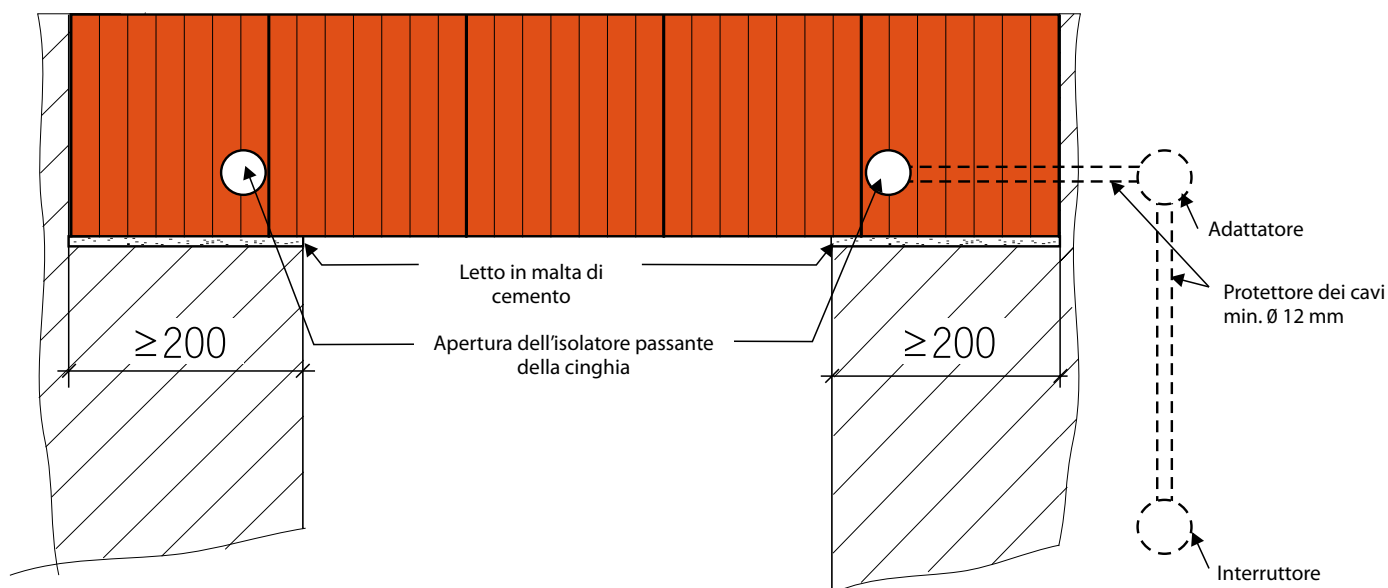 Adattatore
Letto in malta di
cemento
Protettore dei cavi
min. Ø 12 mm
≥200
Apertura dell'isolatore passante
della cinghia
≥200
Interruttore